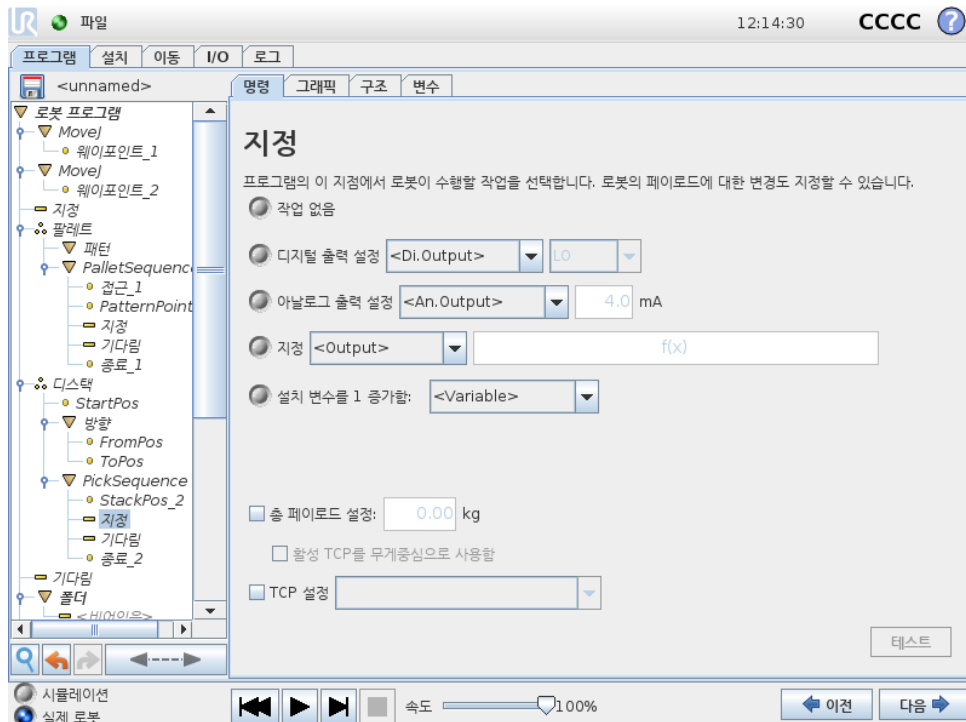 UR 파일 12:14:30 CCCC ?
프로그램 설치 이동 I/O 로그
<unnamed>
명령 그래픽 구조 변수
로봇 프로그램
MoveJ
웨이포인트_1
MoveJ
웨이포인트_2
지정
팔레트
패턴
PalletSequence
접근_1
PatternPoint
지정
기다림
종료_1
디스택
StartPos
방향
FromPos
ToPos
PickSequence
StackPos_2
지정
기다림
종료_2
기다림
폴더
<비어있음>
지정
프로그램의 이 지점에서 로봇이 수행할 작업을 선택합니다. 로봇의 페이로드에 대한 변경도 지정할 수 있습니다.
작업 없음
디지털 출력 설정 <Di.Output> LO
아날로그 출력 설정 <An.Output> 4.0 mA
지정 <Output> f(x)
설치 변수를 1 증가함: <Variable>
총 페이로드 설정: 0.00 kg
활성 TCP를 무게중심으로 사용함
TCP 설정
테스트
시뮬레이션
실제 로봇
속도 100%
이전 다음